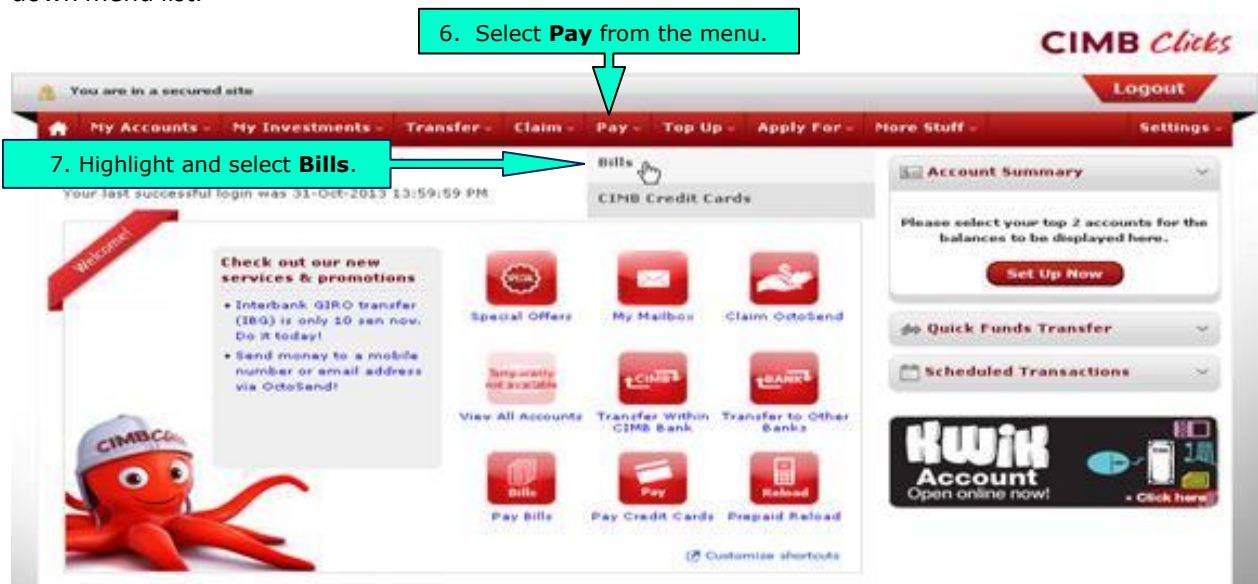 down menu list.
6. Select Pay from the menu.
CIMB Clicks
You are in a secured site
Logout
My Accounts My Investments Transfer Claim Pay Top Up Apply For More Stuff Settings
7. Highlight and select Bills.
Bills
Your last successful login was 31-Oct-2013 13:59:59 PM
CIMB Credit Cards
Account Summary
Please select your top 2 accounts for the
balances to be displayed here.
Set Up Now
Welcome!
Check out our new
services & promotions
• Interbank GIRO transfer
(IBG) is only 10 sen now.
Do it today!
• Send money to a mobile
number or email address
via OctoSend!
SPECIAL
Special Offers
My Mailbox
Claim OctoSend
Quick Funds Transfer
Scheduled Transactions
Temporarily
not available
View All Accounts
CIMB
Transfer Within
CIMB Bank
BANK
Transfer to Other
Banks
CIMBCl
Bills
Pay Bills
Pay
Pay Credit Cards
Reload
Prepaid Reload
Customise shortcuts
KWiK
Account
Open online now!
• Click here